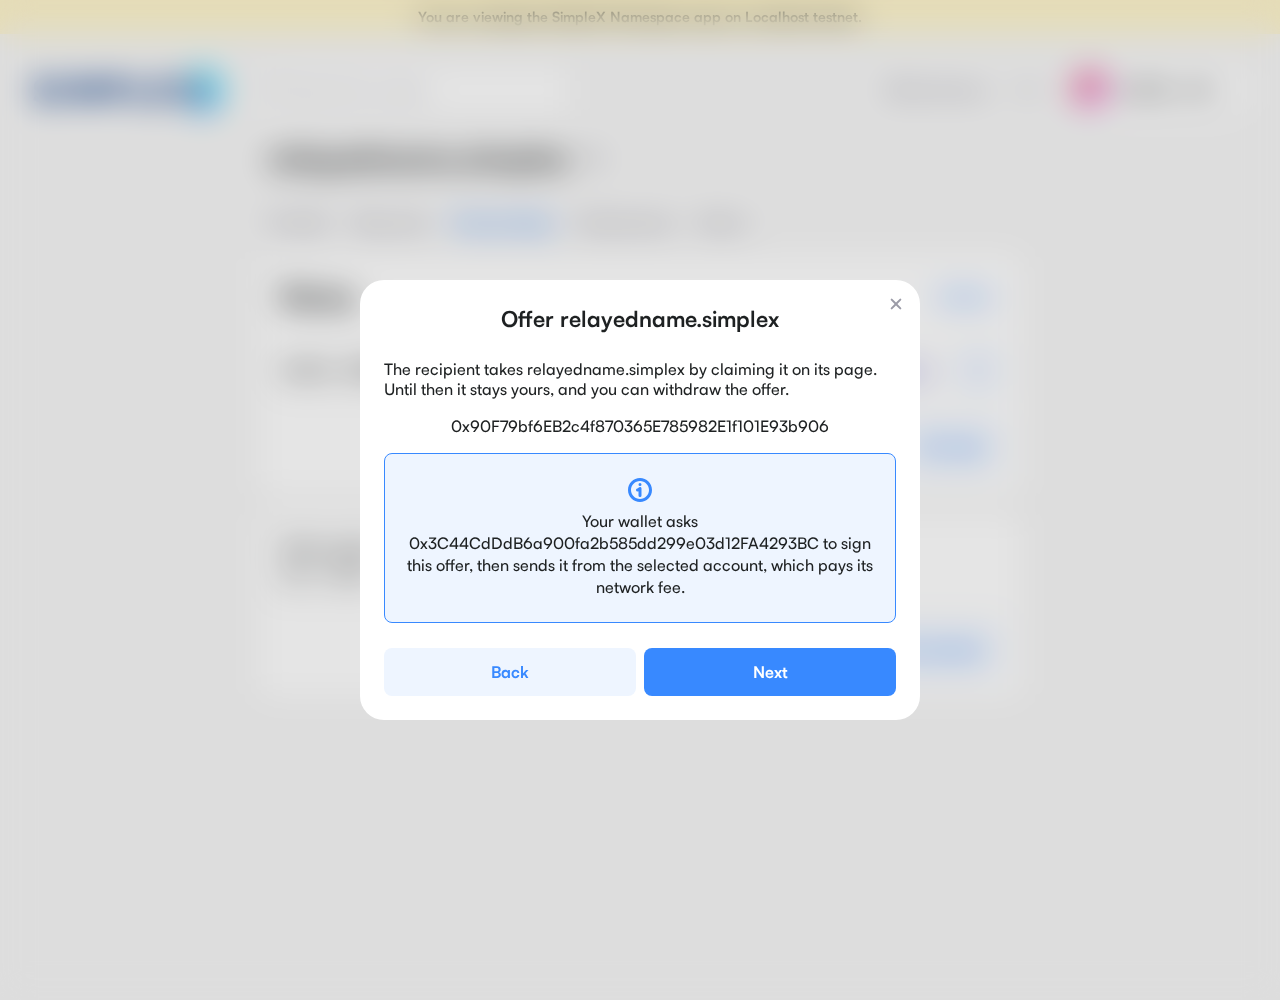 You are viewing the SimpleX Namespace app on Localhost testnet.
Offer relayedname.simplex
The recipient takes relayedname.simplex by claiming it on its page.
Until then it stays yours, and you can withdraw the offer.
0x90F79bf6EB2c4f870365E785982E1f101E93b906
Your wallet asks
0x3C44CdDdB6a900fa2b585dd299e03d12FA4293BC to sign
this offer, then sends it from the selected account, which pays its
network fee.
Back
Next